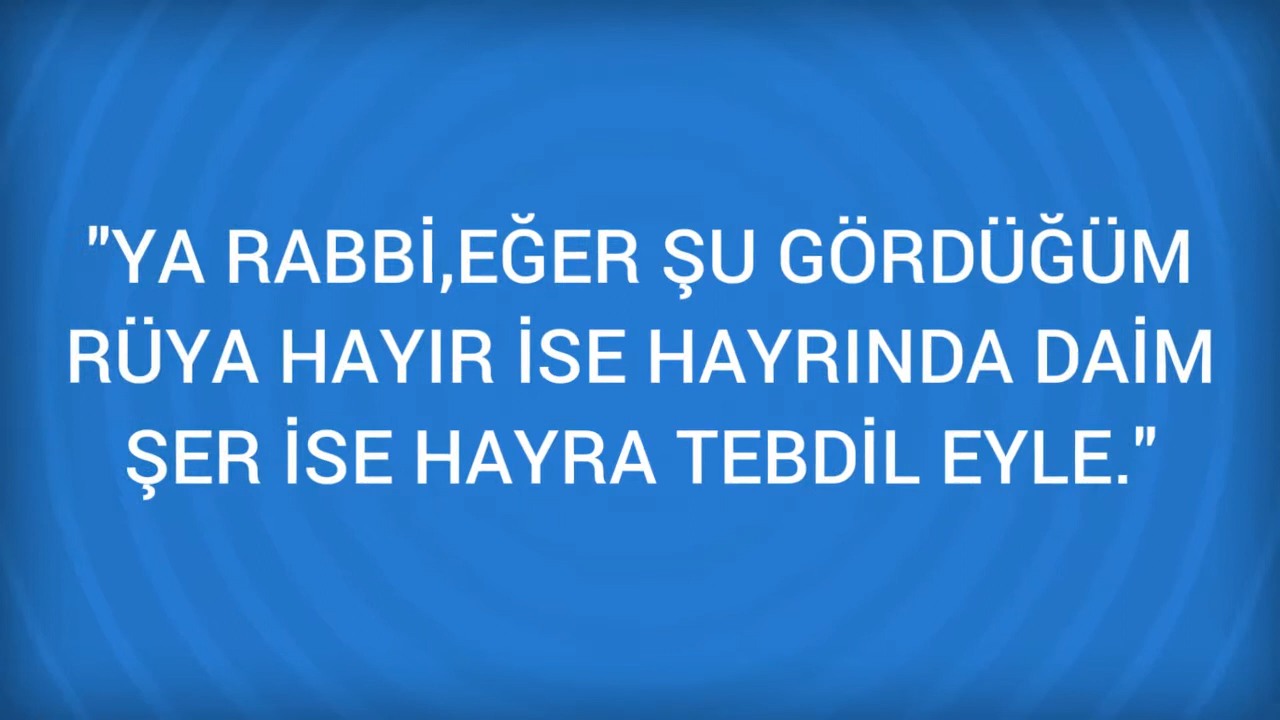 "YA RABBİ,EĞER ŞU GÖRDÜĞÜM
RÜYA HAYIR İSE HAYRINDA DAİM
ŞER İSE HAYRA TEBDİL EYLE."